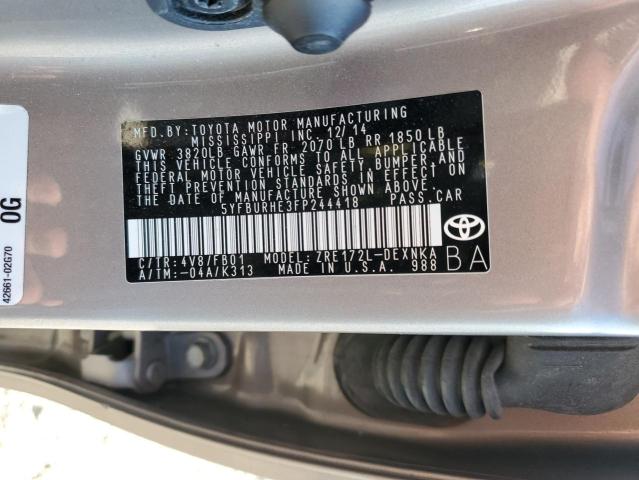 MFD.BY:TOYOTA MOTOR MANUFACTURING
MISSISSIPPI INC. 12/14
GVWR 3820LB GAWR FR 2070 LB RR 1850 LB
THIS VEHICLE CONFORMS TO ALL APPLICABLE
FEDERAL MOTOR VEHICLE SAFETY, BUMPER, AND
THEFT PREVENTION STANDARDS IN EFFECT ON
THE DATE OF MANUFACTURE SHOWN ABOVE.
5YFBURHE3FP244418 PASS.CAR
C/TR:4V8/FB01 MODEL:ZRE172L-DEXNKA
A/TM:-04A/K313 MADE IN U.S.A. 988
BA
0G
42661-02G70